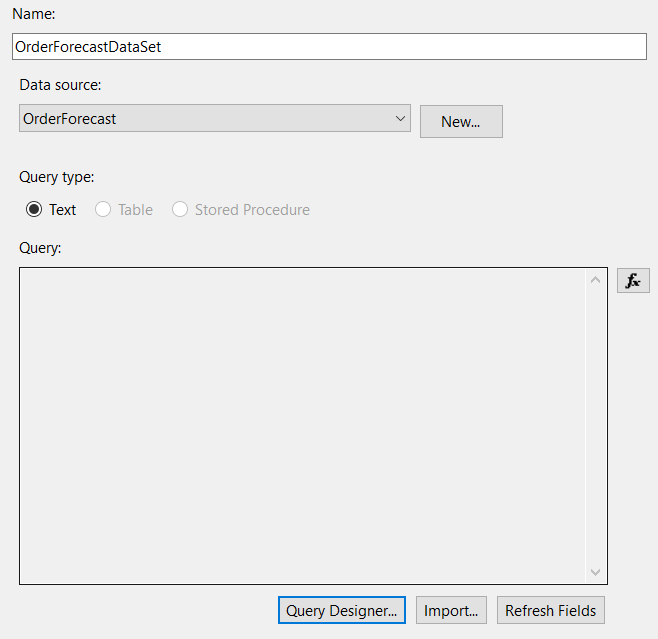 Name:
OrderForecastDataSet
Data source:
OrderForecast
New...
Query type:
Text Table Stored Procedure
Query:
fx
Query Designer... Import... Refresh Fields